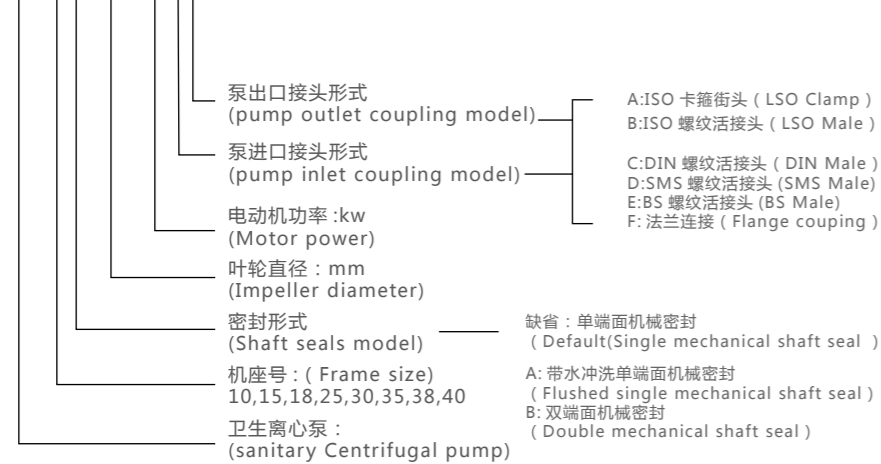 泵出口接头形式
(pump outlet coupling model)
A:ISO 卡箍街头 ( LSO Clamp )
B:ISO 螺纹活接头 ( LSO Male )
泵进口接头形式
(pump inlet coupling model)
C:DIN 螺纹活接头 ( DIN Male )
D:SMS 螺纹活接头 (SMS Male)
E:BS 螺纹活接头 (BS Male)
F: 法兰连接 ( Flange couping )
电动机功率 :kw
(Motor power)
叶轮直径 : mm
(Impeller diameter)
密封形式
(Shaft seals model)
缺省 : 单端面机械密封
( Default(Single mechanical shaft seal )
机座号 : ( Frame size)
10,15,18,25,30,35,38,40
A: 带水冲洗单端面机械密封
( Flushed single mechanical shaft seal )
B: 双端面机械密封
( Double mechanical shaft seal )
卫生离心泵 :
(sanitary Centrifugal pump)